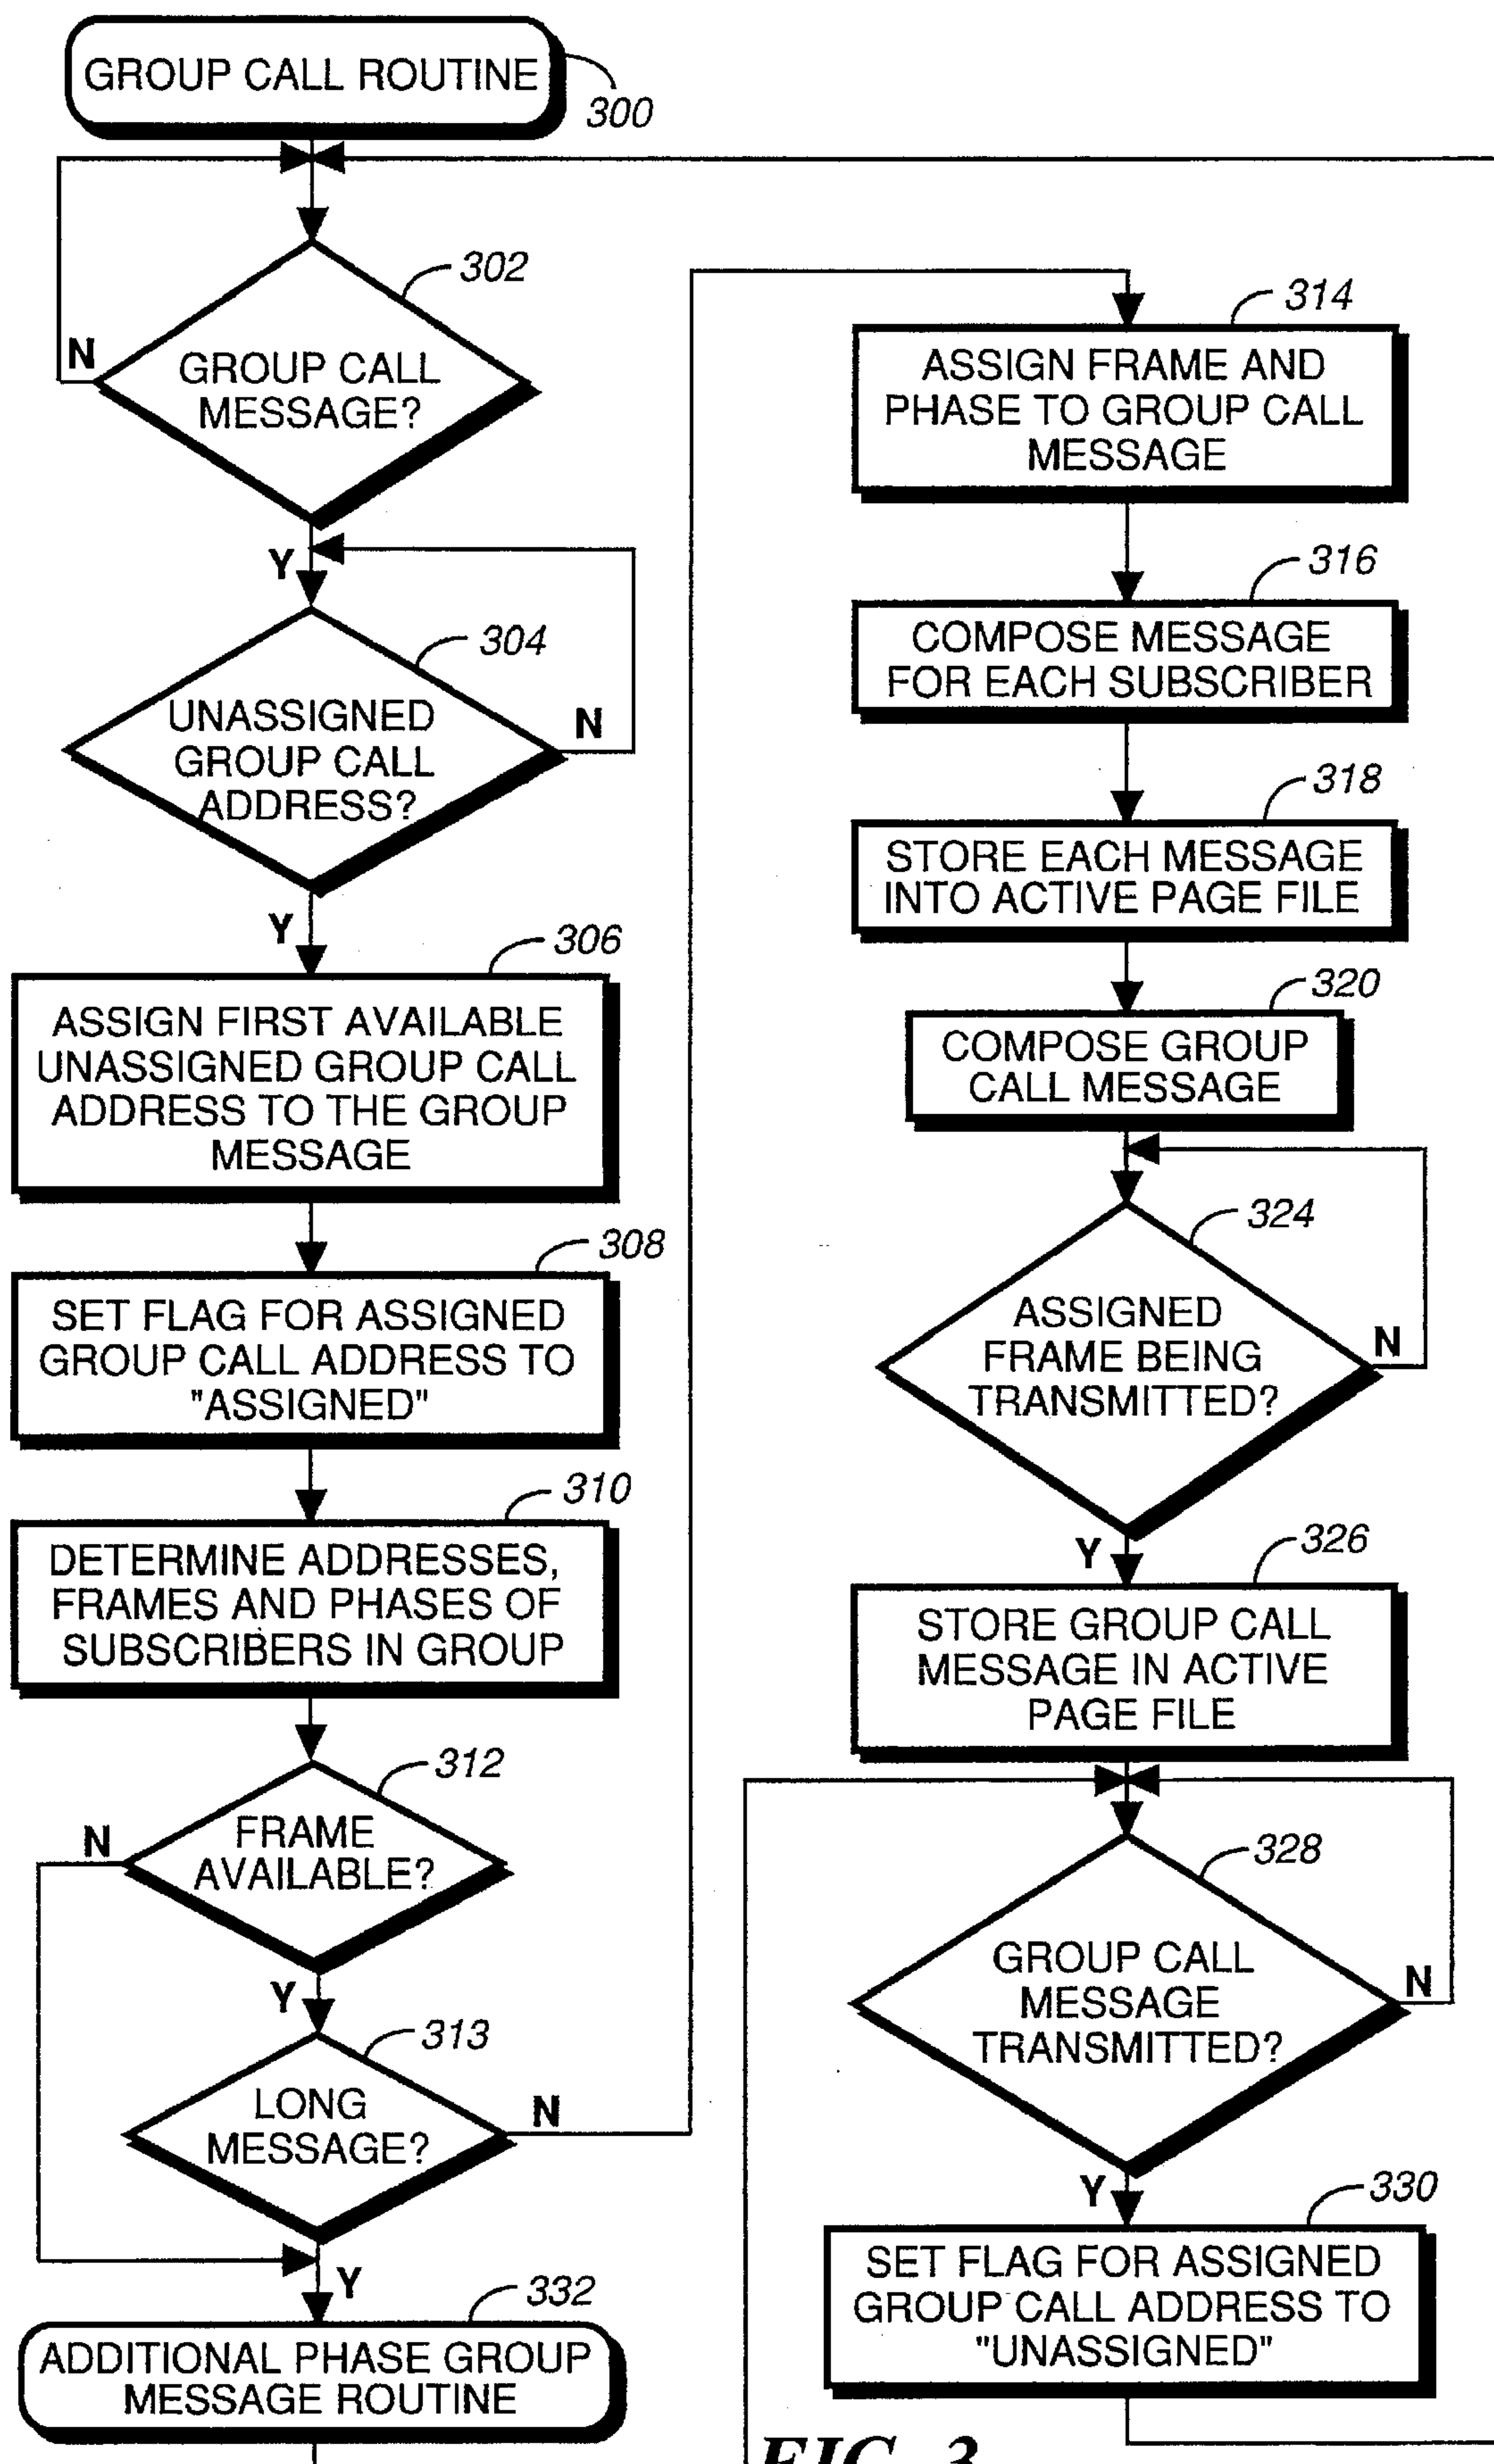 GROUP CALL ROUTINE
300
302
N
GROUP CALL
MESSAGE?
Y
304
UNASSIGNED
GROUP CALL
ADDRESS?
N
Y
306
ASSIGN FIRST AVAILABLE
UNASSIGNED GROUP CALL
ADDRESS TO THE GROUP
MESSAGE
308
SET FLAG FOR ASSIGNED
GROUP CALL ADDRESS TO
"ASSIGNED"
310
DETERMINE ADDRESSES,
FRAMES AND PHASES OF
SUBSCRIBERS IN GROUP
312
N
FRAME
AVAILABLE?
Y
313
LONG
MESSAGE?
N
Y
332
ADDITIONAL PHASE GROUP
MESSAGE ROUTINE
314
ASSIGN FRAME AND
PHASE TO GROUP CALL
MESSAGE
316
COMPOSE MESSAGE
FOR EACH SUBSCRIBER
318
STORE EACH MESSAGE
INTO ACTIVE PAGE FILE
320
COMPOSE GROUP
CALL MESSAGE
324
ASSIGNED
FRAME BEING
TRANSMITTED?
N
Y
326
STORE GROUP CALL
MESSAGE IN ACTIVE
PAGE FILE
328
GROUP CALL
MESSAGE
TRANSMITTED?
N
Y
330
SET FLAG FOR ASSIGNED
GROUP CALL ADDRESS TO
"UNASSIGNED"
FIG. 3